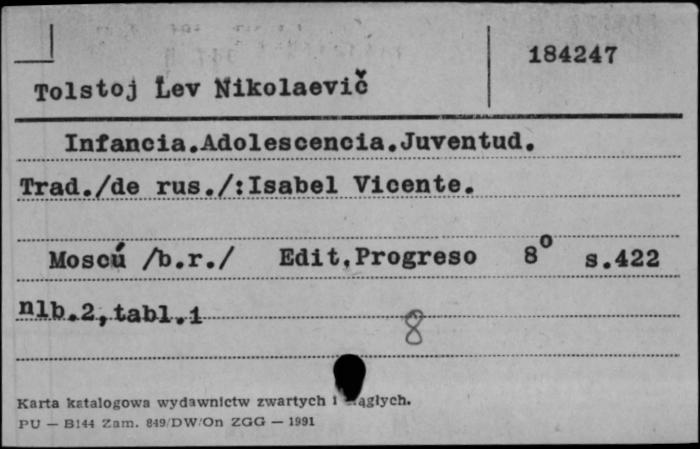 184247
Tolstoj Lev Nikolaevič
Infancia.Adolescencia.Juventud.
Trad./de rus./:Isabel Vicente.
Moscú /b.r./ Edit,Progreso 8° s.422
nlb.2,tabl.1
8
Karta katalogowa wydawnictw zwartych i
PU — B144 Zam. 849/DW/On ZGG — 1991